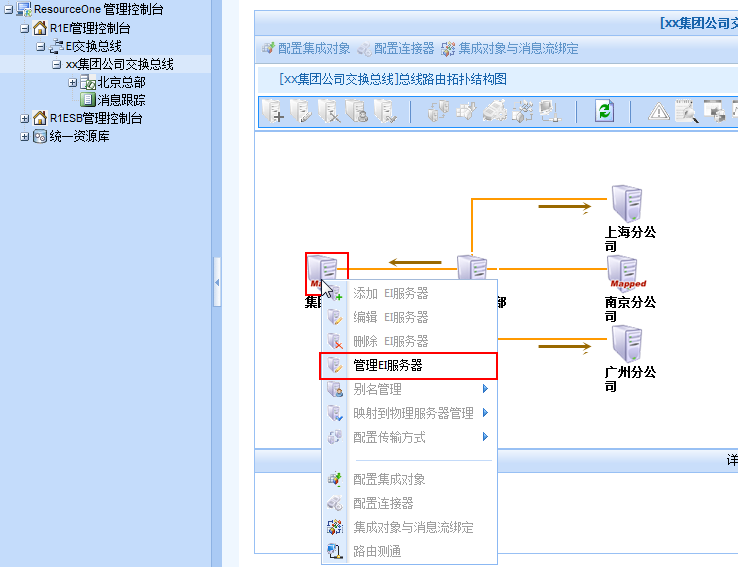 ResourceOne 管理控制台
R1EI管理控制台
EI交换总线
xx集团公司交换总线
北京总部
消息跟踪
R1ESB管理控制台
统一资源库
[xx集团公司交
配置集成对象 配置连接器 集成对象与消息流绑定
[xx集团公司交换总线]总线路由拓扑结构图
上海分公
司
集
部
Mapped
南京分公
司
广州分公
司
添加 EI服务器
编辑 EI服务器
删除 EI服务器
管理EI服务器
别名管理
映射到物理服务器管理
配置传输方式
配置集成对象
配置连接器
集成对象与消息流绑定
路由测通
详